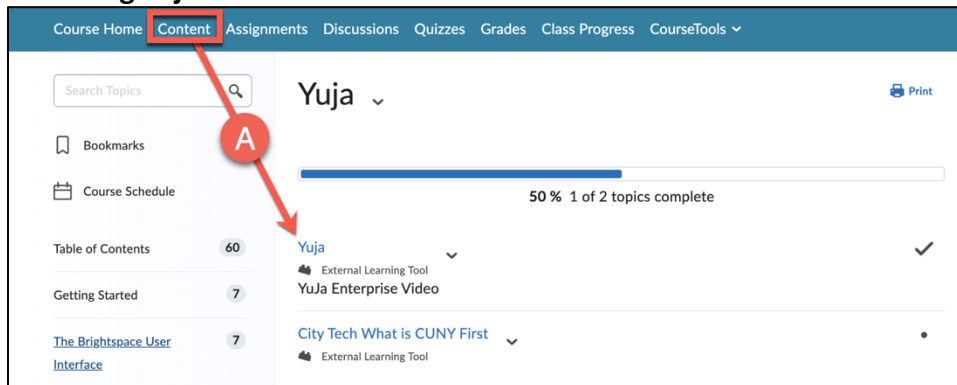 Course Home Content Assignments Discussions Quizzes Grades Class Progress CourseTools
Search Topics
Yuja
Print
Bookmarks
A
Course Schedule
50 % 1 of 2 topics complete
Table of Contents 60
Yuja
External Learning Tool
YuJa Enterprise Video
Getting Started 7
The Brightspace User Interface 7
City Tech What is CUNY First
External Learning Tool